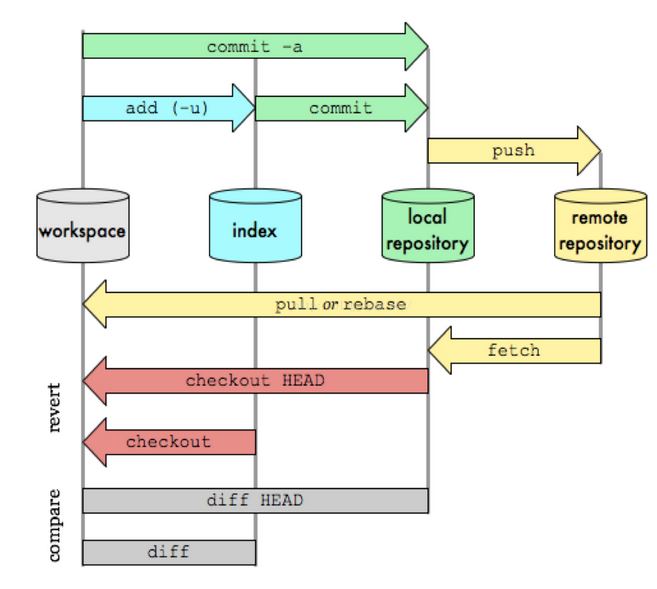 commit -a
add (-u)
commit
push
workspace
index
local
repository
remote
repository
pull or rebase
fetch
checkout HEAD
revert
checkout
diff HEAD
compare
diff